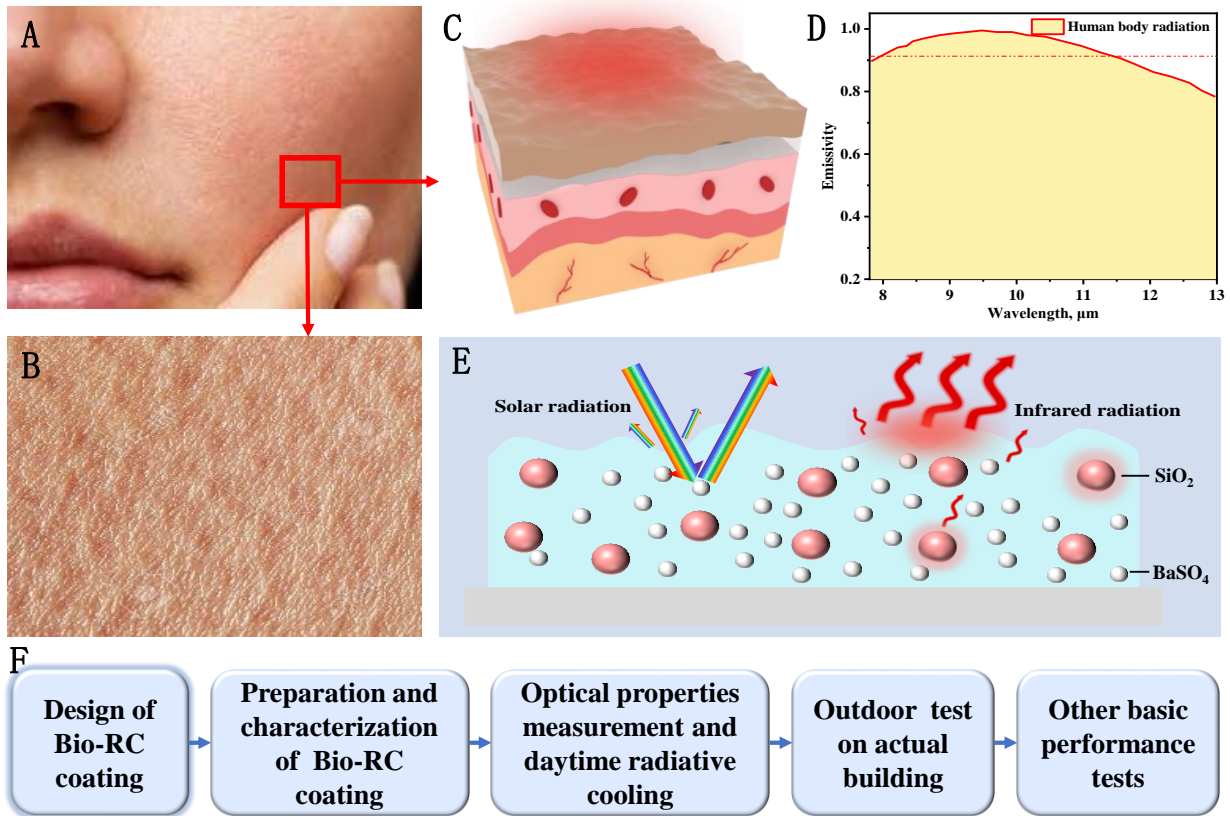 A
B
C
D
Human body radiation
Emissivity
1.0
0.8
0.6
0.4
0.2
8
9
10
11
12
13
Wavelength, μm
E
Solar radiation
Infrared radiation
SiO₂
BaSO₄
F
Design of
Bio-RC
coating
Preparation and
characterization
of Bio-RC
coating
Optical properties
measurement and
daytime radiative
cooling
Outdoor test
on actual
building
Other basic
performance
tests